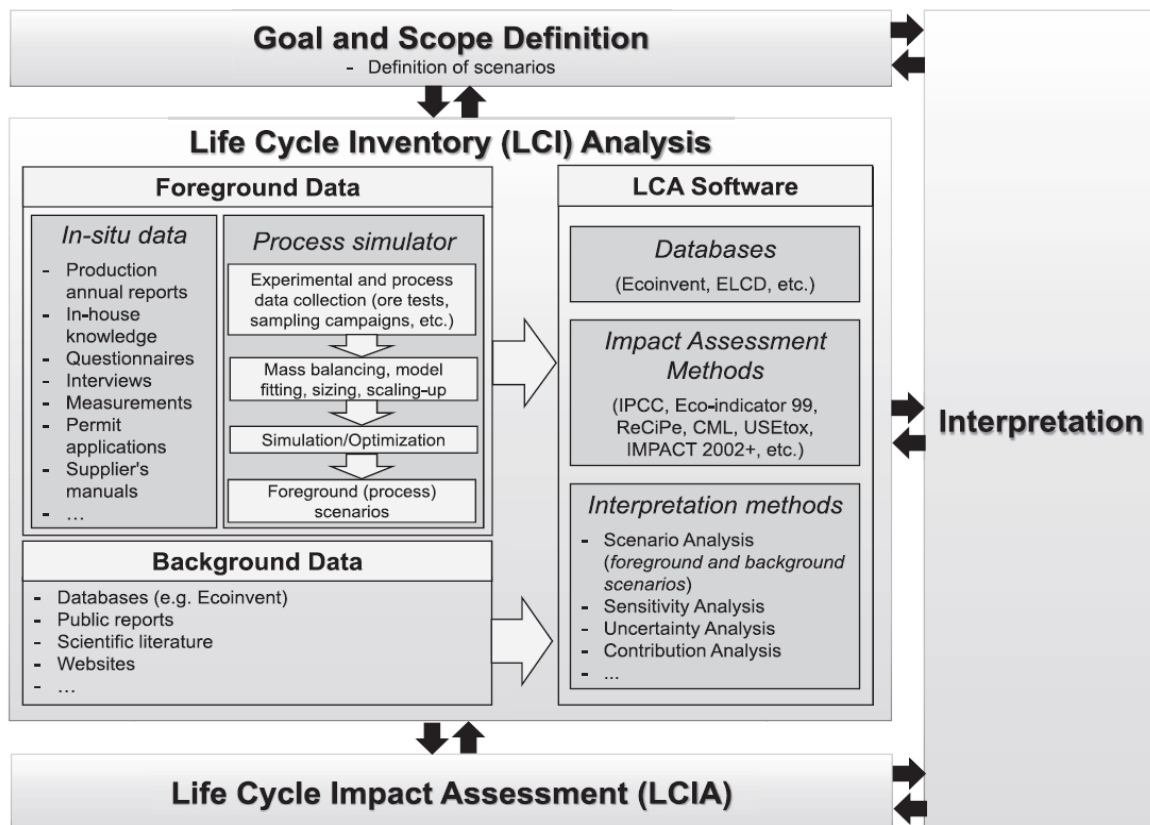 Goal and Scope Definition
- Definition of scenarios
Life Cycle Inventory (LCI) Analysis
Foreground Data
In-situ data
- Production
annual reports
- In-house
knowledge
- Questionnaires
- Interviews
- Measurements
- Permit
applications
- Supplier's
manuals
- ...
Process simulator
Experimental and process
data collection (ore tests,
sampling campaigns, etc.)
Mass balancing, model
fitting, sizing, scaling-up
Simulation/Optimization
Foreground (process)
scenarios
Background Data
- Databases (e.g. Ecoinvent)
- Public reports
- Scientific literature
- Websites
- ...
LCA Software
Databases
(Ecoinvent, ELCD, etc.)
Impact Assessment
Methods
(IPCC, Eco-indicator 99,
ReCiPe, CML, USEtox,
IMPACT 2002+, etc.)
Interpretation methods
- Scenario Analysis
(foreground and background
scenarios)
- Sensitivity Analysis
- Uncertainty Analysis
- Contribution Analysis
- ...
Interpretation
Life Cycle Impact Assessment (LCIA)